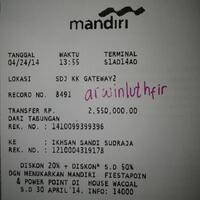 mandiri
TANGGAL WAKTU TERMINAL
04/24/14 13:55 S1AD14AO
LOKASI SDJ KK GATEWAY2
RECORD NO. 8491
arwinluthfir
TRANSFER RP. 2,550,000.00
DARI TABUNGAN
REK. NO. : 1410099399396
KE : IKHSAN SANDI SUDRAJA
REK. NO. : 1210004319178
DISKON 20% + DISKON* S.D 50%
DGN MENUKARKAN MANDIRI FIESTAPOIN
& POWER POINT DI HOUSE WACOAL
S.D 30 APRIL '14. INFO: 14000